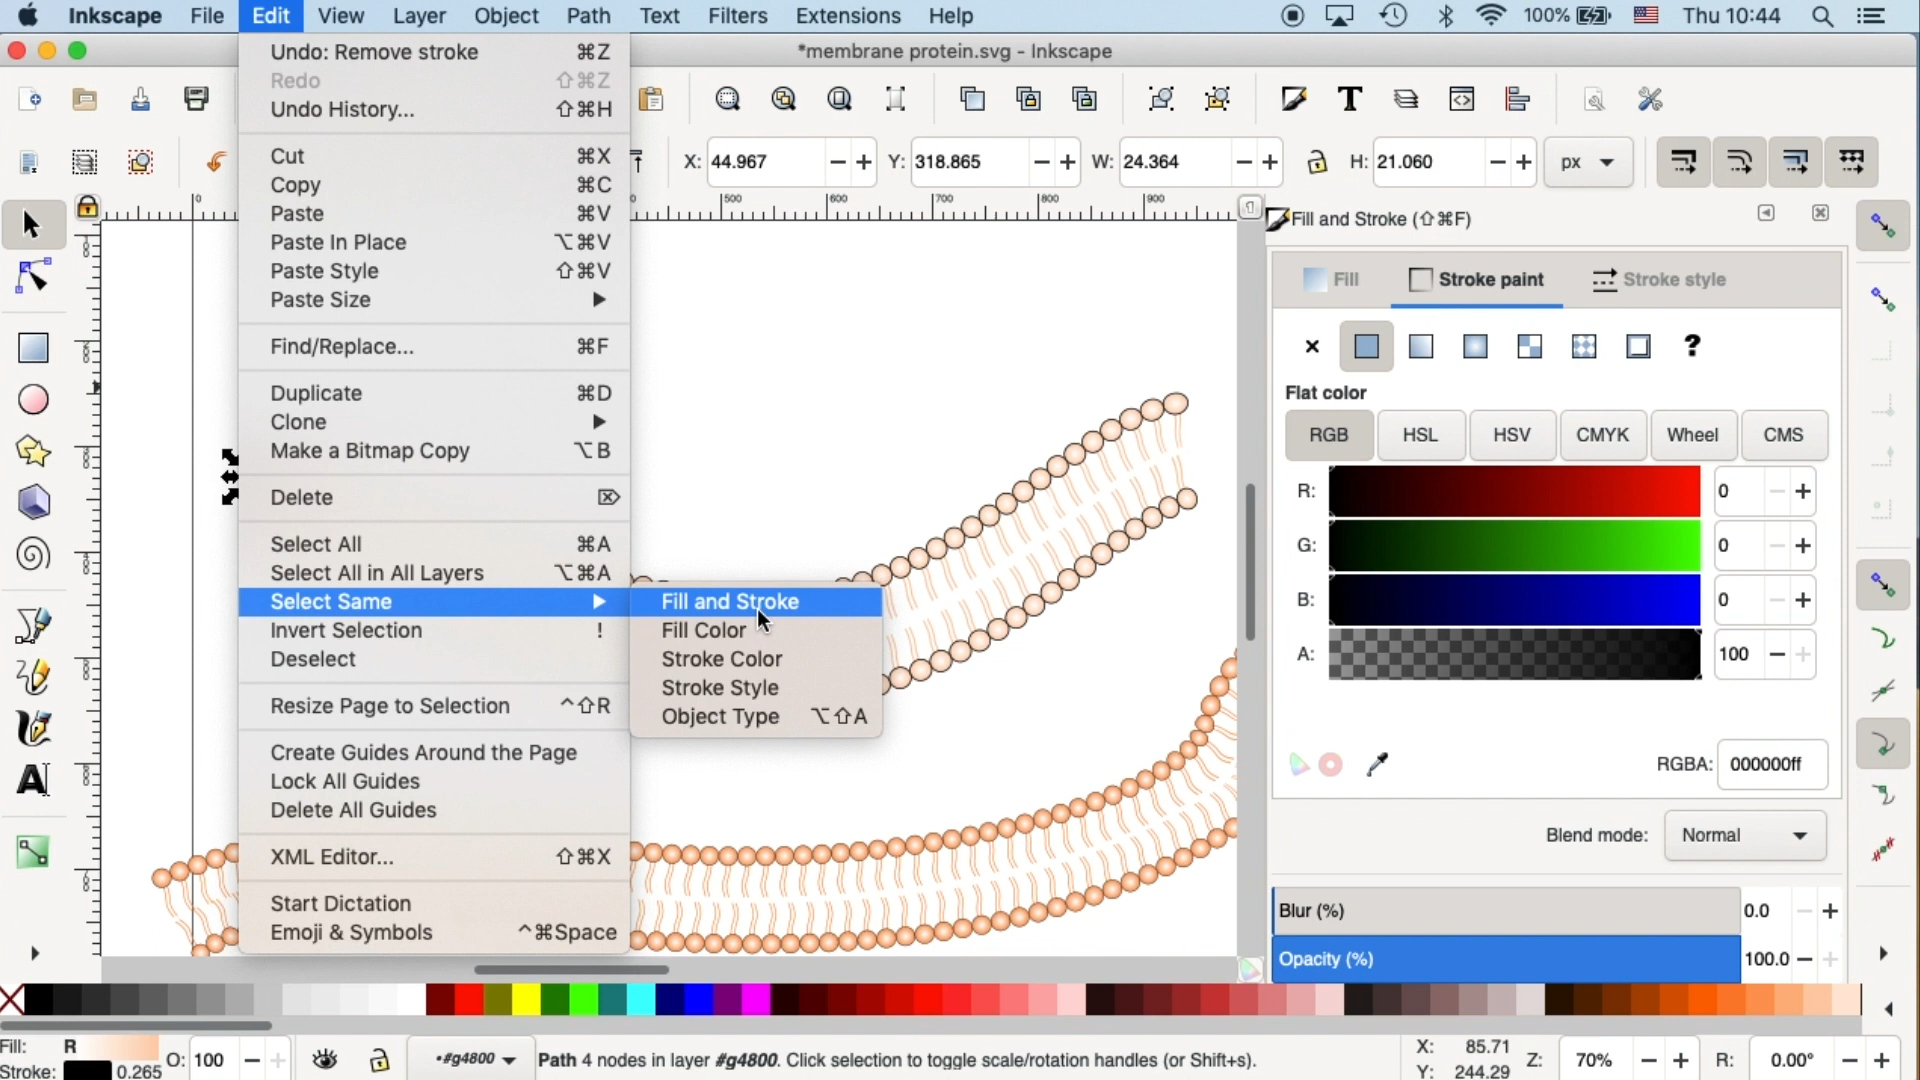 Inkscape File Edit View Layer Object Path Text Filters Extensions Help 100% Thu 10:44
*membrane protein.svg - Inkscape
Undo: Remove stroke ⌘Z
Redo ⇧⌘Z
Undo History... ⇧⌘H
Cut ⌘X
Copy ⌘C
Paste ⌘V
Paste In Place ⌥⌘V
Paste Style ⇧⌘V
Paste Size ▶
Find/Replace... ⌘F
Duplicate ⌘D
Clone ▶
Make a Bitmap Copy ⌥B
Delete ⌦
Select All ⌘A
Select All in All Layers ⌥⌘A
Select Same ▶
Invert Selection !
Deselect
Resize Page to Selection ^⇧R
Create Guides Around the Page
Lock All Guides
Delete All Guides
XML Editor... ⇧⌘X
Start Dictation
Emoji & Symbols ^⌘Space
Fill and Stroke
Fill Color
Stroke Color
Stroke Style
Object Type ⌥⇧A
X: 44.967 Y: 318.865 W: 24.364 H: 21.060 px
0 500 600 700 800 900
Fill and Stroke (⇧⌘F)
Fill Stroke paint Stroke style
Flat color
RGB HSL HSV CMYK Wheel CMS
R: 0
G: 0
B: 0
A: 100
RGBA: 000000ff
Blend mode: Normal
Blur (%) 0.0
Opacity (%) 100.0
Fill: R
Stroke: 0.265
O: 100
•#g4800
Path 4 nodes in layer #g4800. Click selection to toggle scale/rotation handles (or Shift+s).
X: 85.71
Y: 244.29
Z: 70% R: 0.00°